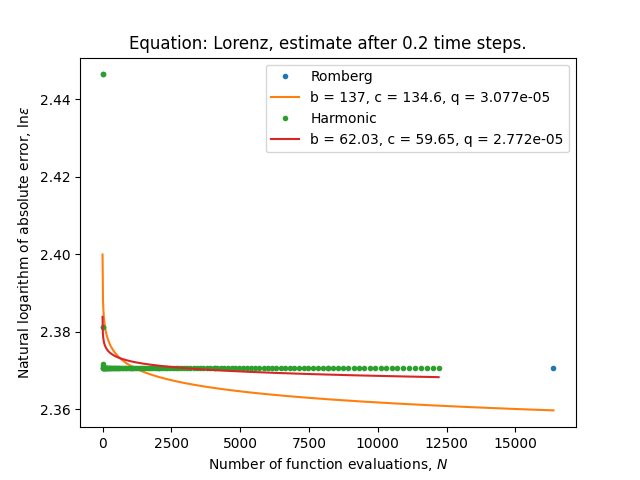 Equation: Lorenz, estimate after 0.2 time steps.
Romberg
b = 137, c = 134.6, q = 3.077e-05
Harmonic
b = 62.03, c = 59.65, q = 2.772e-05
Natural logarithm of absolute error, lnε
2.44
2.42
2.40
2.38
2.36
0 2500 5000 7500 10000 12500 15000
Number of function evaluations, N